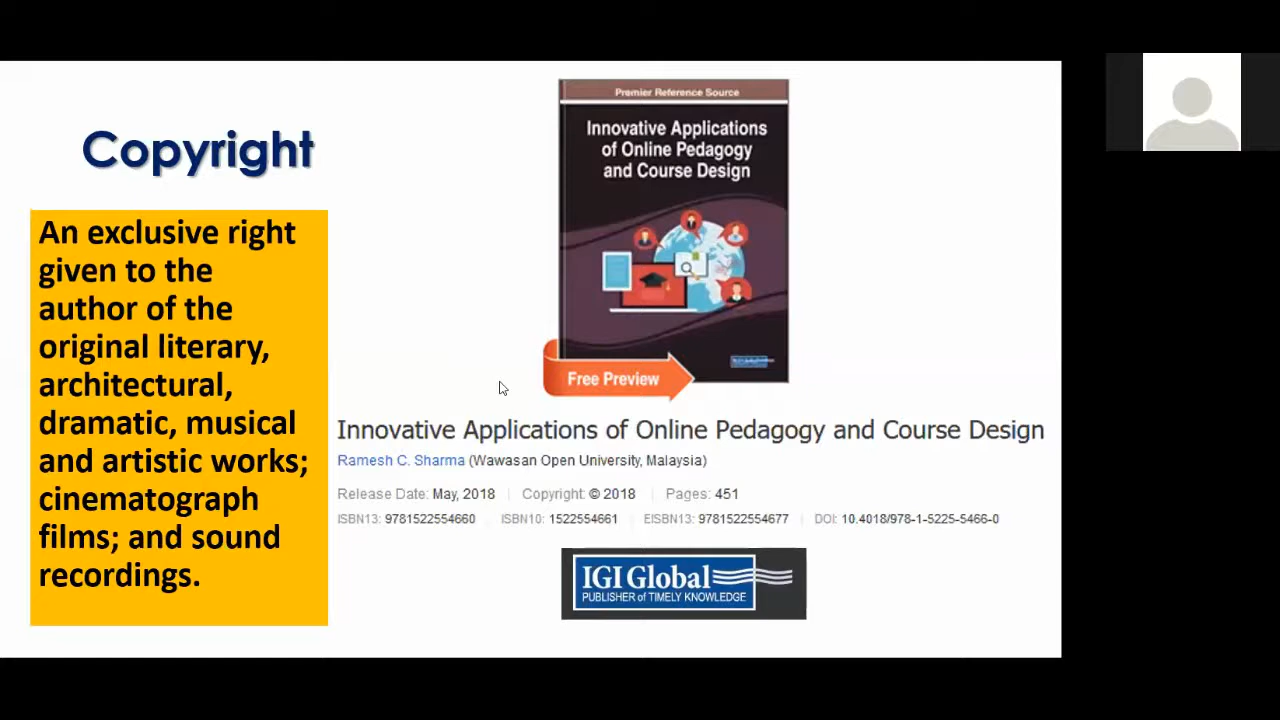 Copyright
An exclusive right
given to the
author of the
original literary,
architectural,
dramatic, musical
and artistic works;
cinematograph
films; and sound
recordings.
Premier Reference Source
Innovative Applications
of Online Pedagogy
and Course Design
Free Preview
Innovative Applications of Online Pedagogy and Course Design
Ramesh C. Sharma (Wawasan Open University, Malaysia)
Release Date: May, 2018 | Copyright: © 2018 | Pages: 451
ISBN13: 9781522554660 | ISBN10: 1522554661 | EISBN13: 9781522554677 | DOI: 10.4018/978-1-5225-5466-0
IGI Global
PUBLISHER of TIMELY KNOWLEDGE